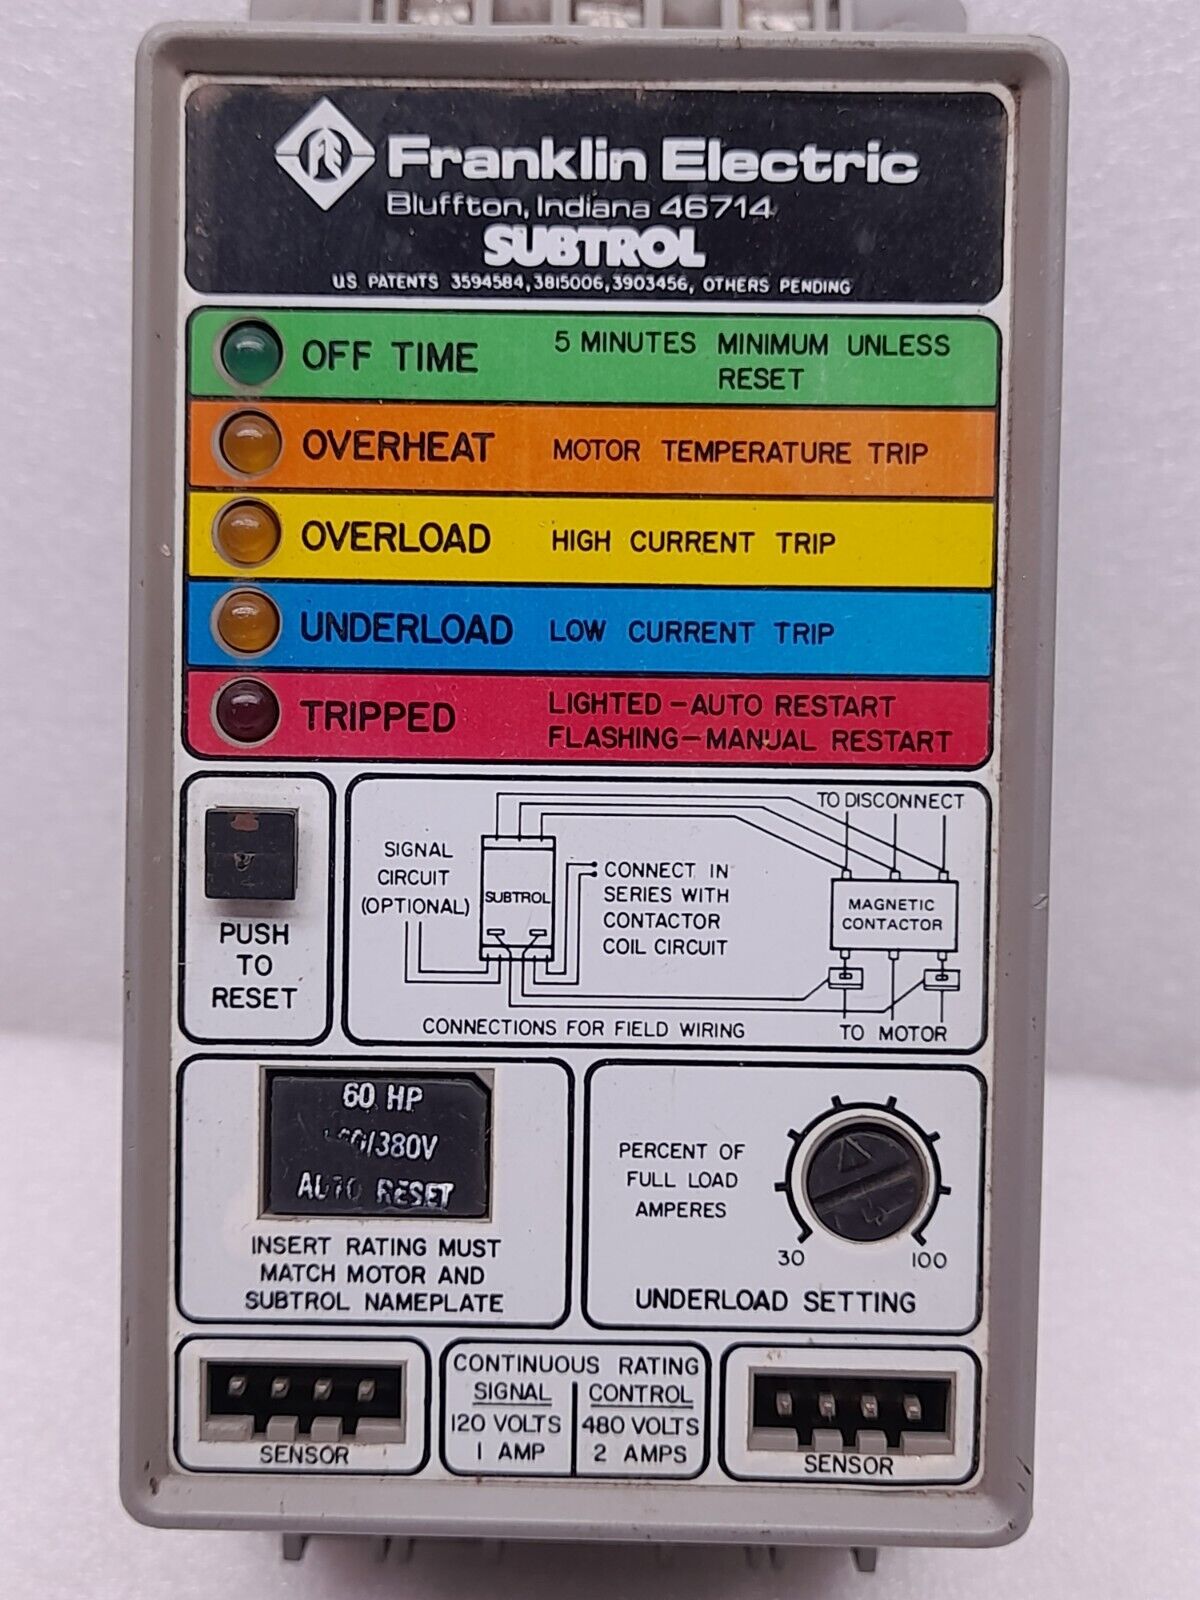 Franklin Electric
Bluffton, Indiana 46714
SUBTROL
U.S PATENTS 3594584, 3815006, 3903456, OTHERS PENDING
OFF TIME 5 MINUTES MINIMUM UNLESS
RESET
OVERHEAT MOTOR TEMPERATURE TRIP
OVERLOAD HIGH CURRENT TRIP
UNDERLOAD LOW CURRENT TRIP
TRIPPED LIGHTED - AUTO RESTART
FLASHING - MANUAL RESTART
PUSH
TO
RESET
TO DISCONNECT
SIGNAL
CIRCUIT
(OPTIONAL)
SUBTROL
CONNECT IN
SERIES WITH
CONTACTOR
COIL CIRCUIT
MAGNETIC
CONTACTOR
CONNECTIONS FOR FIELD WIRING
TO MOTOR
60 HP
/380V
AUTO RESET
INSERT RATING MUST
MATCH MOTOR AND
SUBTROL NAMEPLATE
PERCENT OF
FULL LOAD
AMPERES
30
100
UNDERLOAD SETTING
SENSOR
CONTINUOUS RATING
SIGNAL CONTROL
120 VOLTS 480 VOLTS
1 AMP 2 AMPS
SENSOR